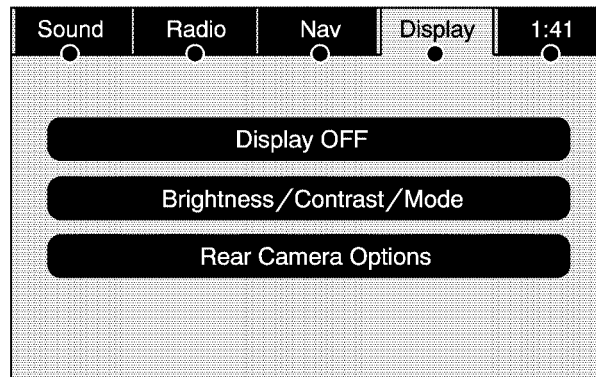 Sound Radio Nav Display 1:41
Display OFF
Brightness/Contrast/Mode
Rear Camera Options